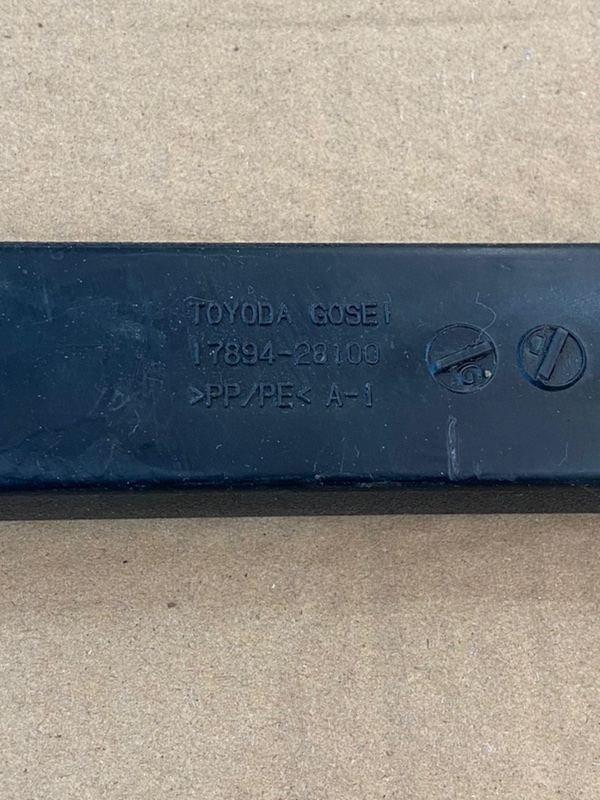 TOYODA GOSEI
17894-28100
>PP/PE< A-1